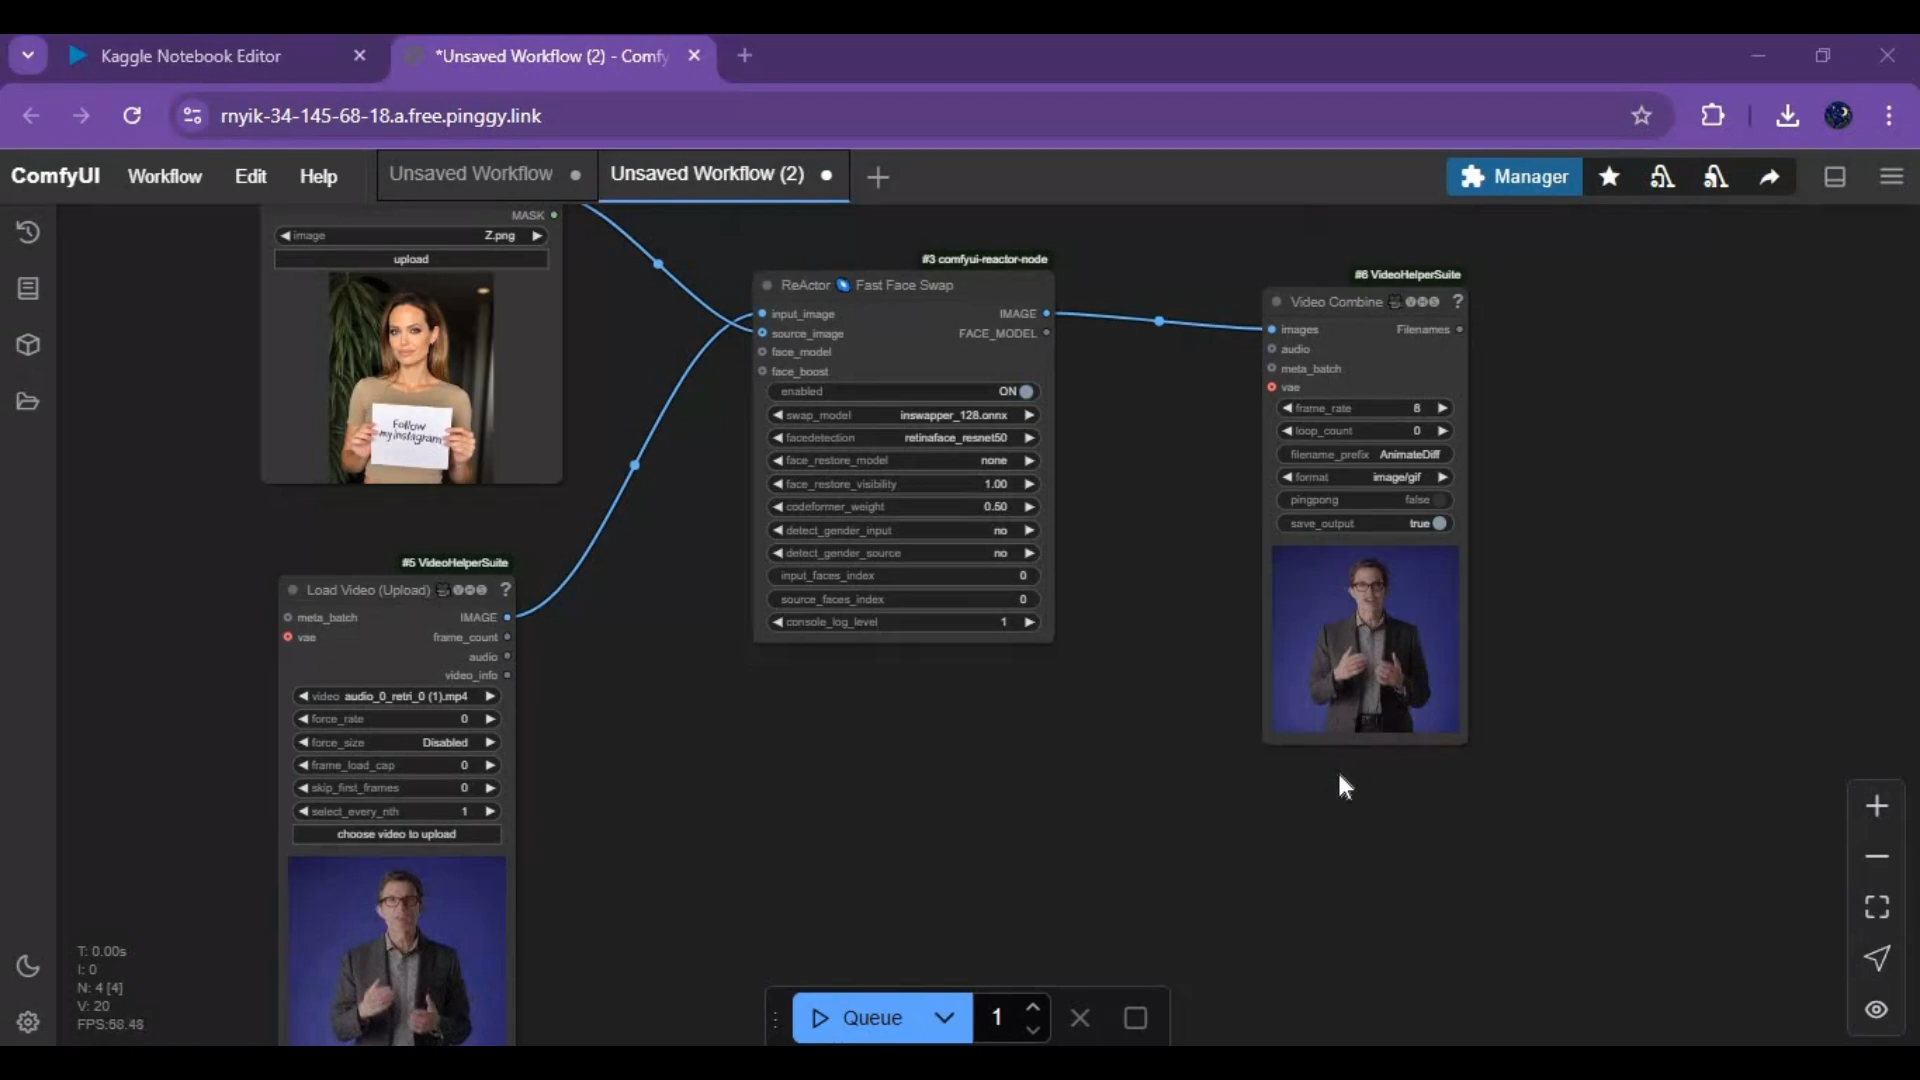 Kaggle Notebook Editor
*Unsaved Workflow (2) - Comfy
rnyik-34-145-68-18.a.free.pinggy.link
ComfyUI
Workflow
Edit
Help
Unsaved Workflow
Unsaved Workflow (2)
Manager
MASK
image Z.png
upload
Follow
my instagram
#3 comfyui-reactor-node
ReActor Fast Face Swap
input_image IMAGE
source_image FACE_MODEL
face_model
face_boost
enabled ON
swap_model inswapper_128.onnx
facedetection retinaface_resnet50
face_restore_model none
face_restore_visibility 1.00
codeformer_weight 0.50
detect_gender_input no
detect_gender_source no
input_faces_index 0
source_faces_index 0
console_log_level 1
#6 VideoHelperSuite
Video Combine VHS ?
images Filenames
audio
meta_batch
vae
frame_rate 8
loop_count 0
filename_prefix AnimateDiff
format image/gif
pingpong false
save_output true
#5 VideoHelperSuite
Load Video (Upload) VHS ?
meta_batch IMAGE
vae frame_count
audio
video_info
video audio_0_retri_0 (1).mp4
force_rate 0
force_size Disabled
frame_load_cap 0
skip_first_frames 0
select_every_nth 1
choose video to upload
T: 0.00s
I: 0
N: 4 [4]
V: 20
FPS:58.48
Queue
1